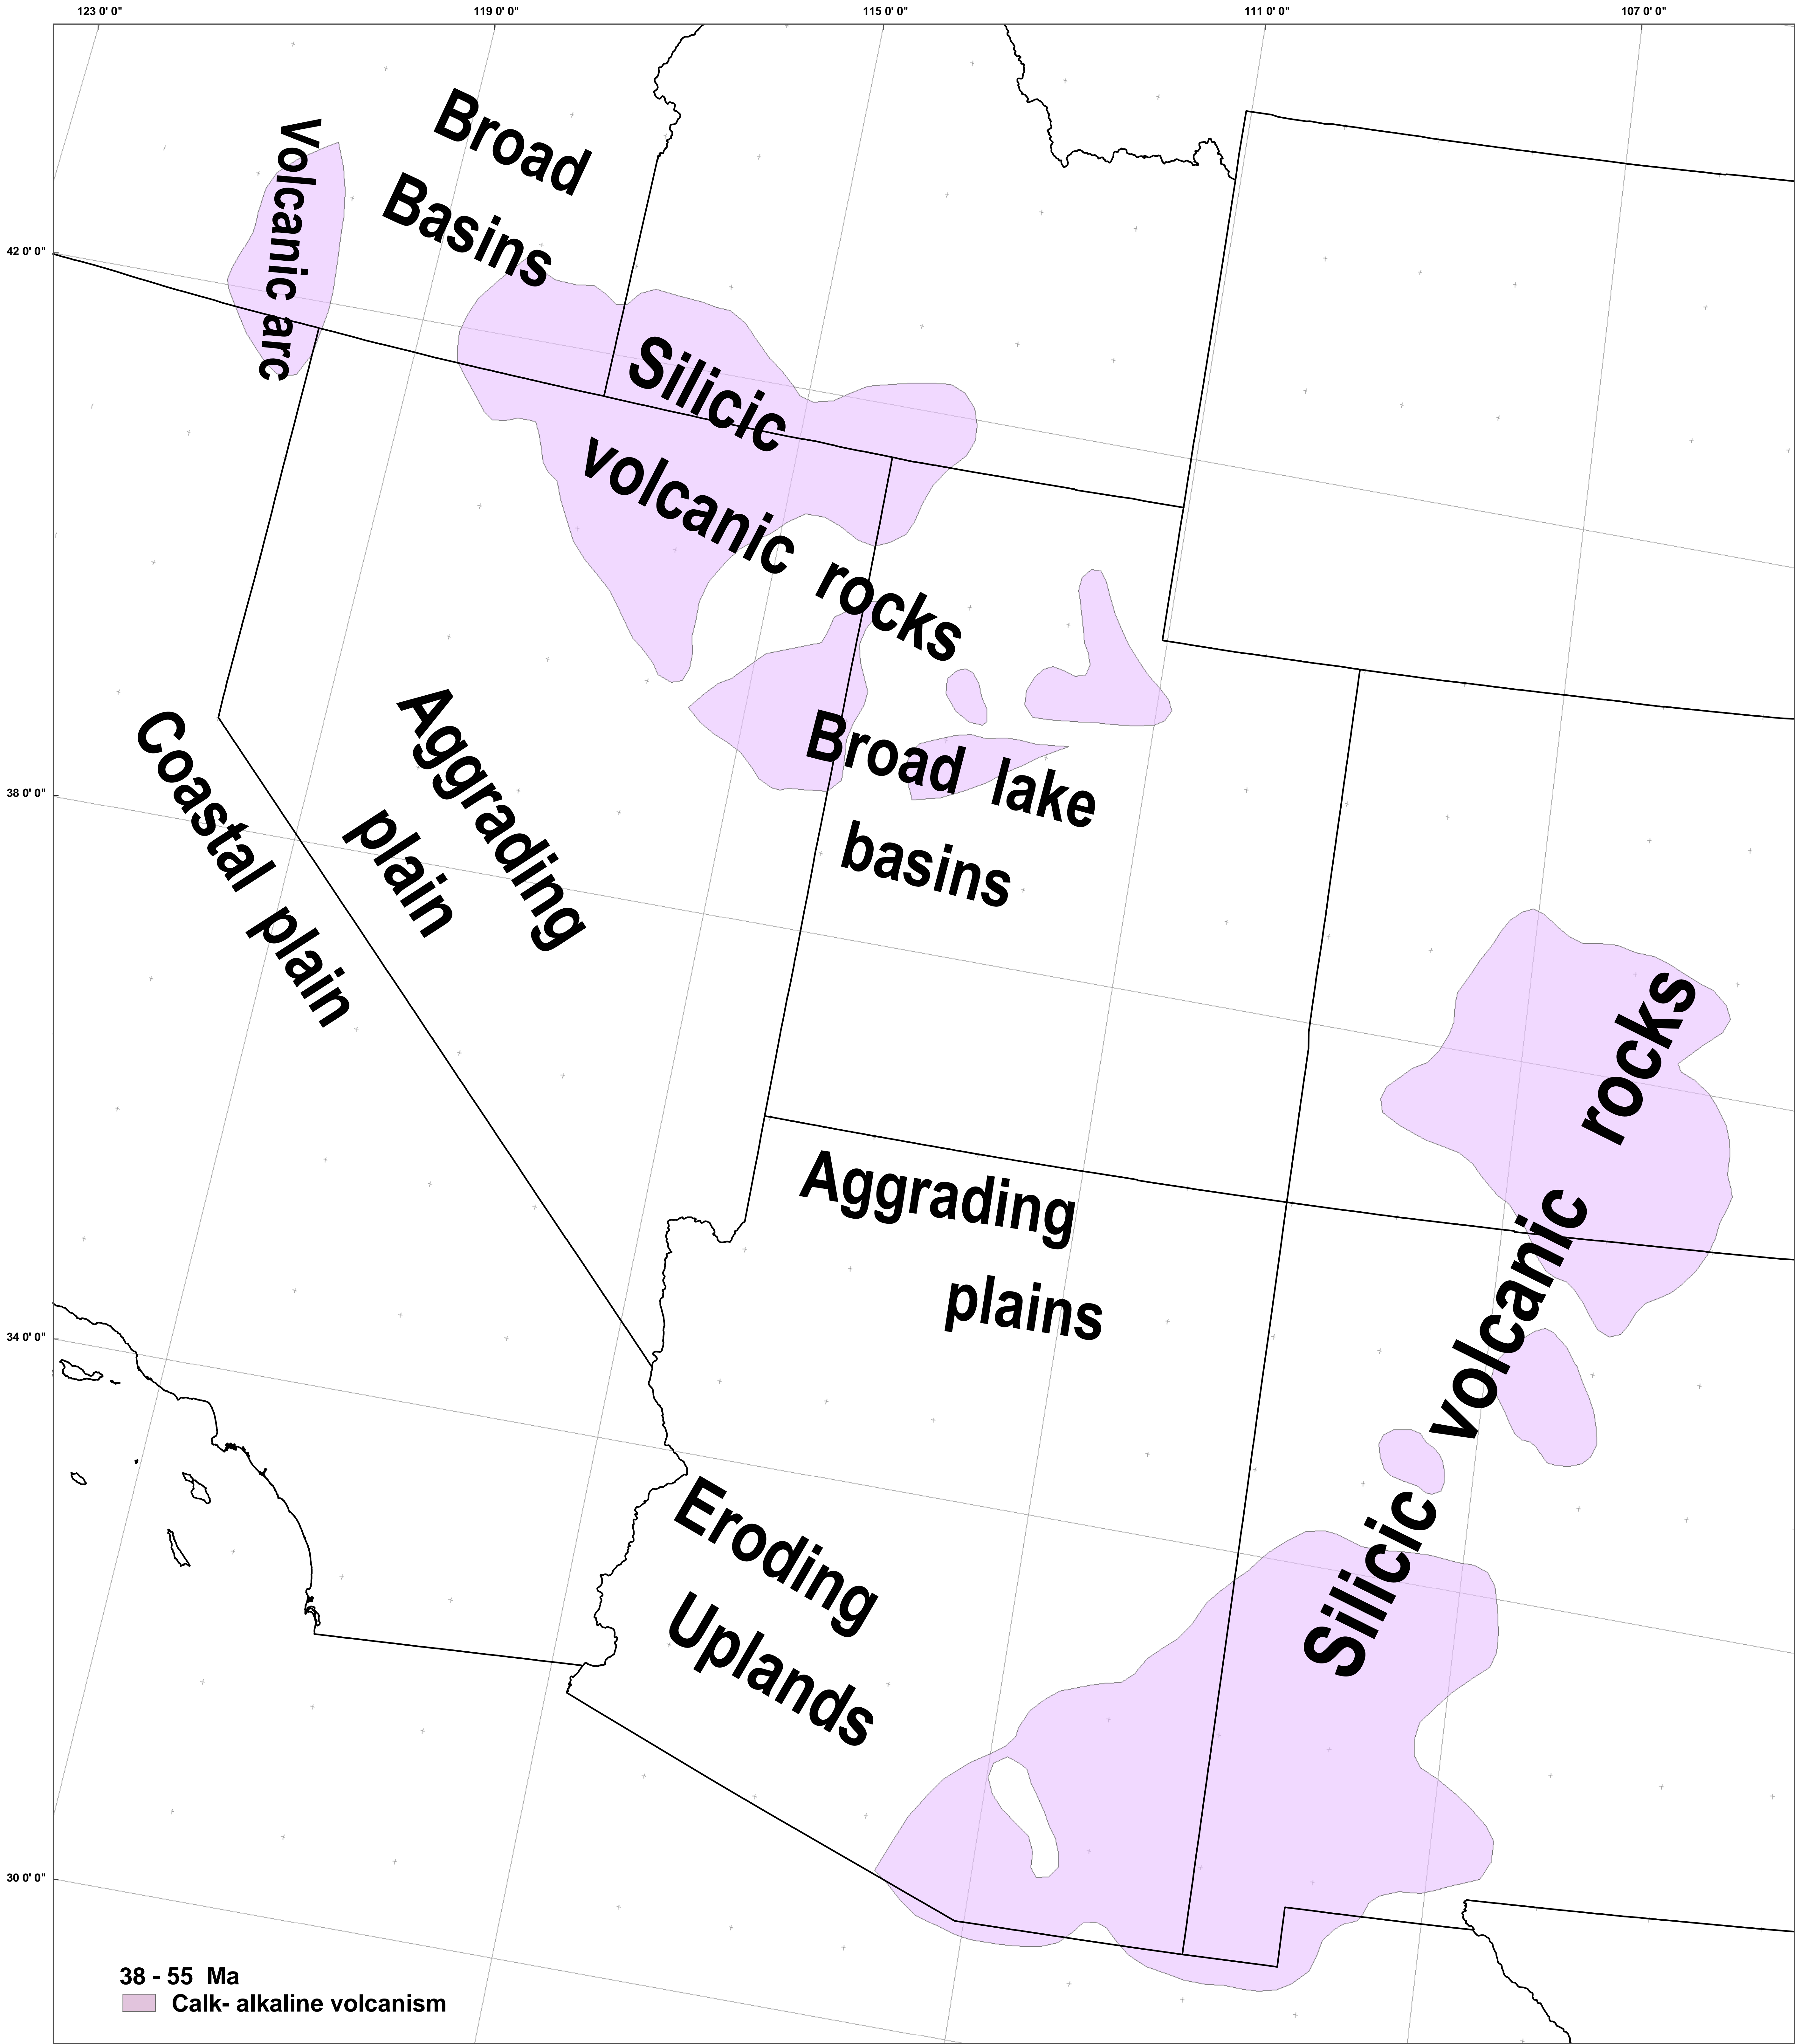 123 0' 0"
119 0' 0"
115 0' 0"
111 0' 0"
107 0' 0"
42 0' 0"
38 0' 0"
34 0' 0"
30 0' 0"
Volcanic arc
Broad
Basins
Silicic
volcanic rocks
Broad lake
basins
Aggrading
plain
Coastal plain
Aggrading
plains
Eroding
Uplands
Silicic volcanic rocks
38 - 55 Ma
Calk- alkaline volcanism